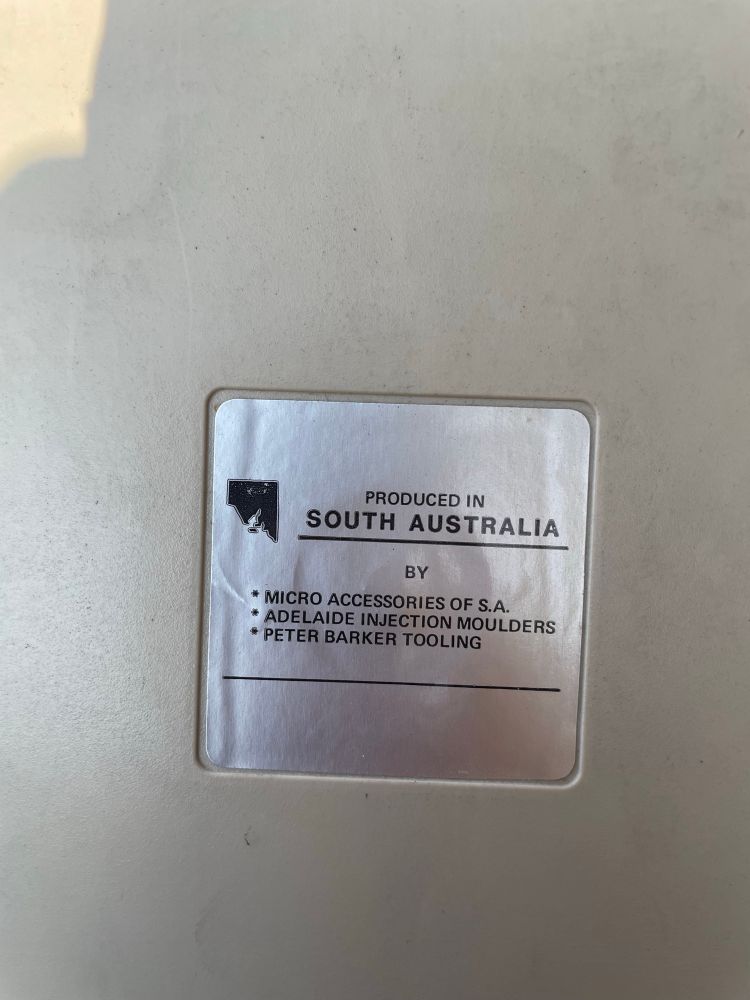 PRODUCED IN
SOUTH AUSTRALIA
BY
* MICRO ACCESSORIES OF S.A.
* ADELAIDE INJECTION MOULDERS
* PETER BARKER TOOLING